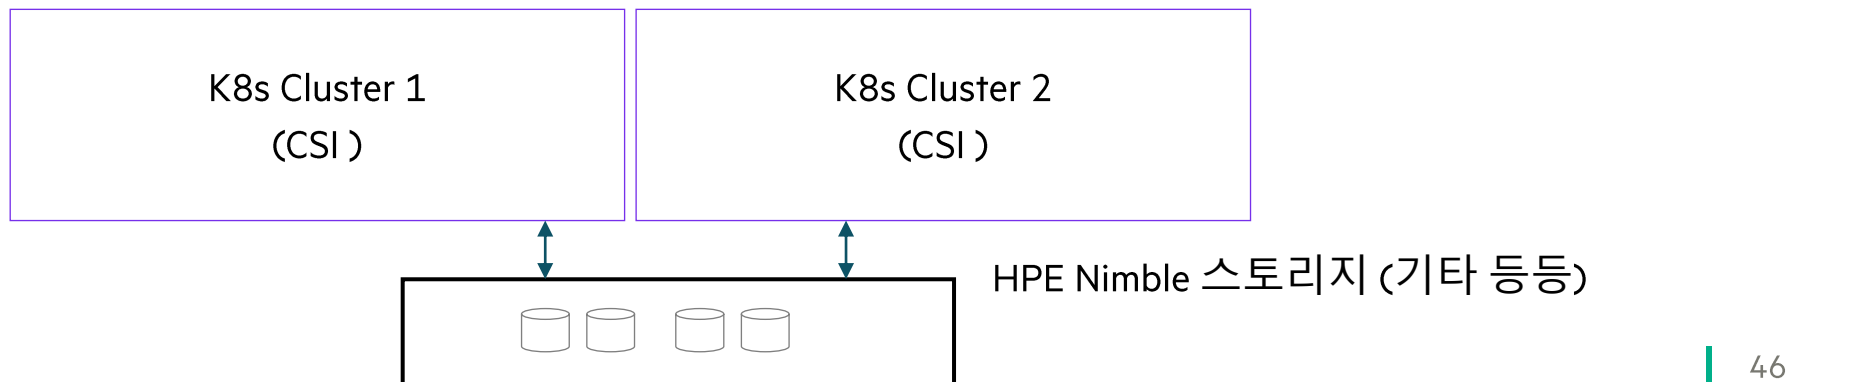 K8s Cluster 1
(CSI )
K8s Cluster 2
(CSI )
HPE Nimble 스토리지 (기타 등등)
46